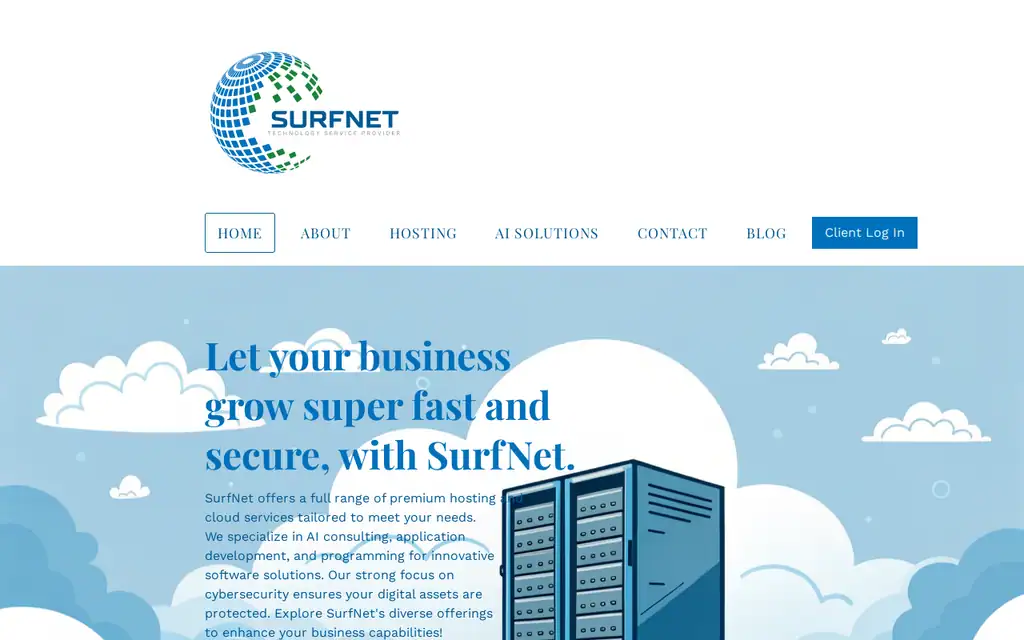 SURFNET
TECHNOLOGY SERVICE PROVIDER
HOME
ABOUT
HOSTING
AI SOLUTIONS
CONTACT
BLOG
Client Log In
Let your business
grow super fast and
secure, with SurfNet.
SurfNet offers a full range of premium hosting and
cloud services tailored to meet your needs.
We specialize in AI consulting, application
development, and programming for innovative
software solutions. Our strong focus on
cybersecurity ensures your digital assets are
protected. Explore SurfNet's diverse offerings
to enhance your business capabilities!